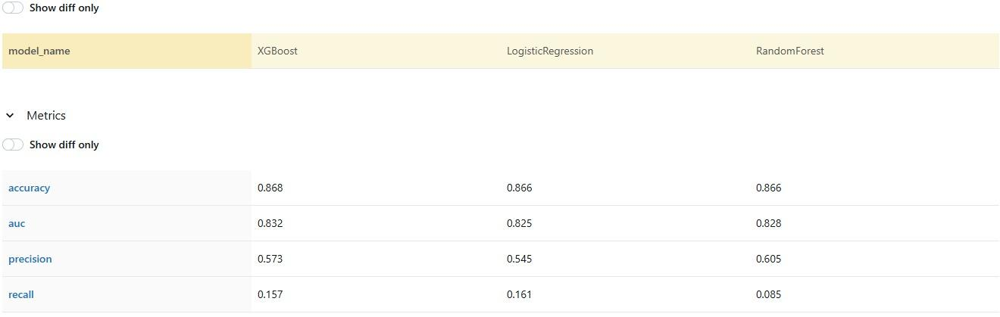 Show diff only
model_name XGBoost LogisticRegression RandomForest
Metrics
Show diff only
accuracy 0.868 0.866 0.866
auc 0.832 0.825 0.828
precision 0.573 0.545 0.605
recall 0.157 0.161 0.085